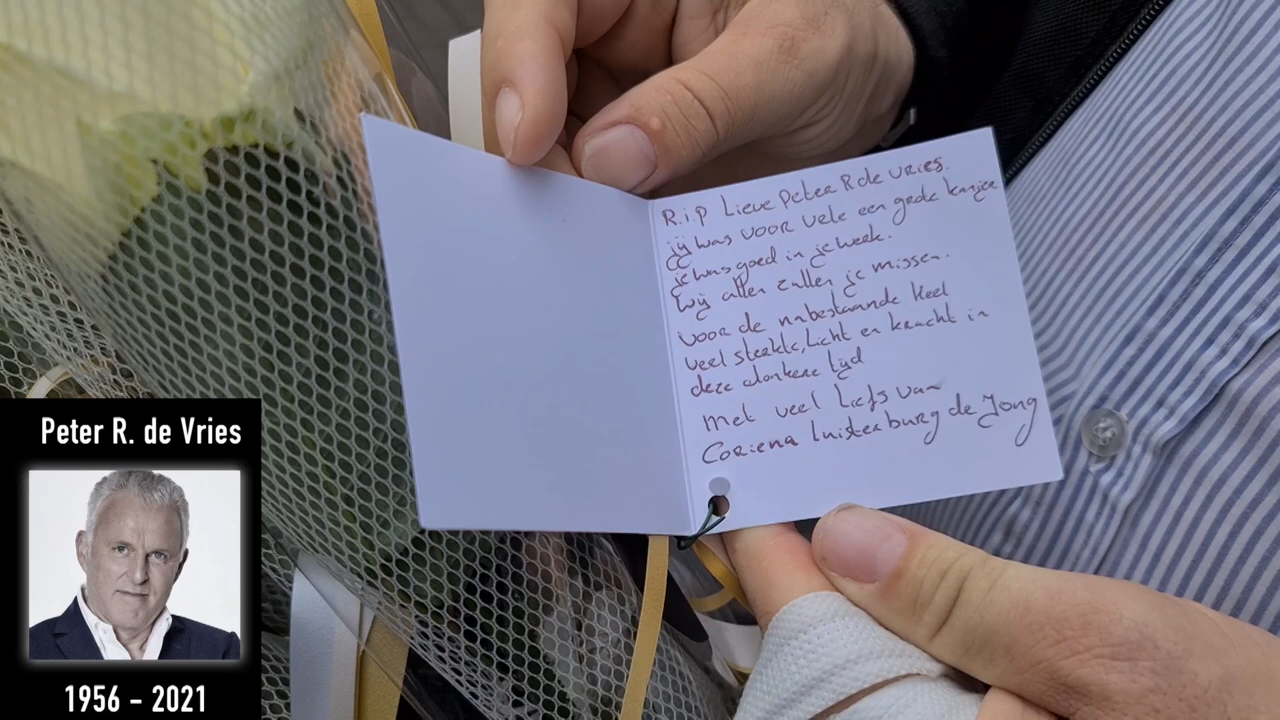 R.i.P Lieve Peter R de Vries.
jij was voor vele een grote kanjer
je was goed in je werk.
Wij allen zullen je missen.
voor de nabestaande Heel
veel sterkte, Licht en kracht in
deze donkere tijd
Met veel Liefs van
Coriena Luisterburg de Jong
Peter R. de Vries
1956 - 2021